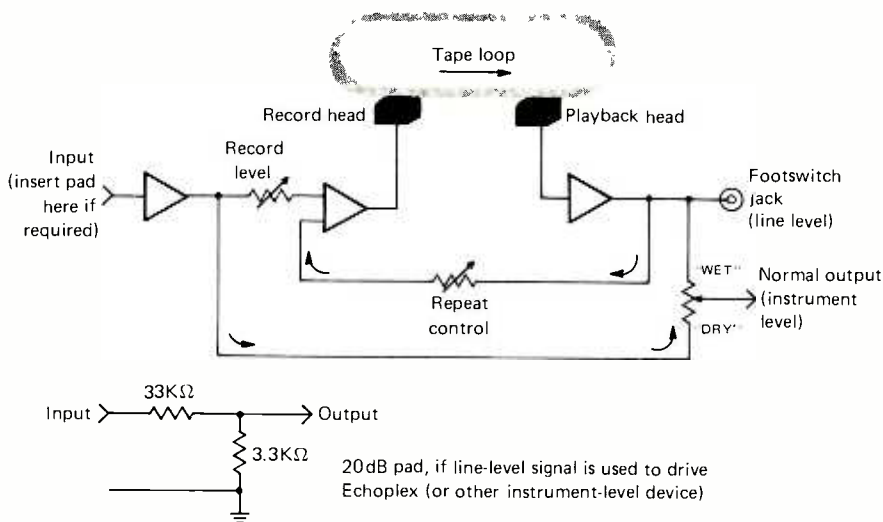 Tape loop
Record head
Playback head
Input
(insert pad
here if
required)
Record
level
Footswitch
jack
(line level)
"WET"
Normal output
(instrument
level)
Repeat
control
DRY"
33KΩ
Input
Output
3.3KΩ
20dB pad, if line-level signal is used to drive
Echoplex (or other instrument-level device)